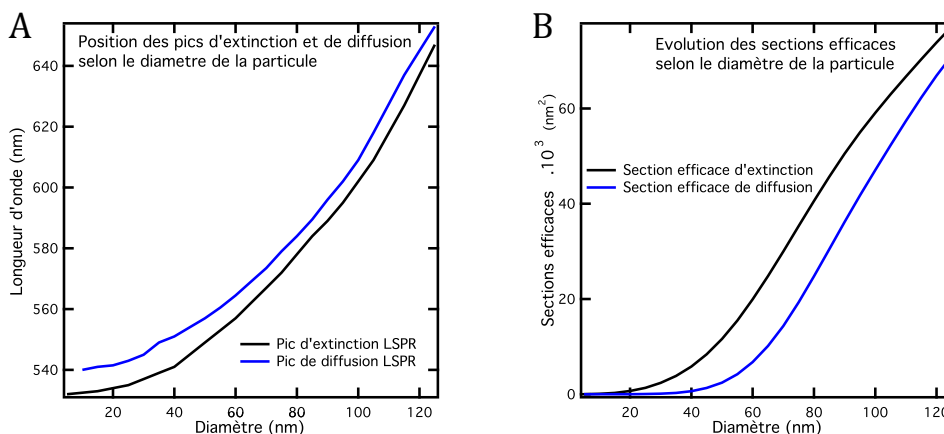 A
Position des pics d'extinction et de diffusion
selon le diametre de la particule
640
620
600
580
560
540
Longueur d'onde (nm)
Pic d'extinction LSPR
Pic de diffusion LSPR
20 40 60 80 100 120
Diamètre (nm)
B
Evolution des sections efficaces
selon le diamètre de la particule
60
40
20
0
Sections efficaces .10³ (nm²)
Section efficace d'extinction
Section efficace de diffusion
20 40 60 80 100 120
Diamètre (nm)